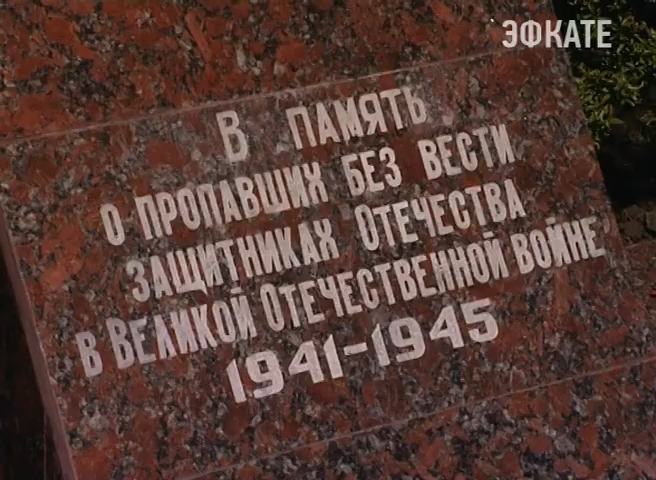 ЭФКАТЕ
В ПАМЯТЬ
О ПРОПАВШИХ БЕЗ ВЕСТИ
ЗАЩИТНИКАХ ОТЕЧЕСТВА
В ВЕЛИКОЙ ОТЕЧЕСТВЕННОЙ ВОЙНЕ
1941-1945